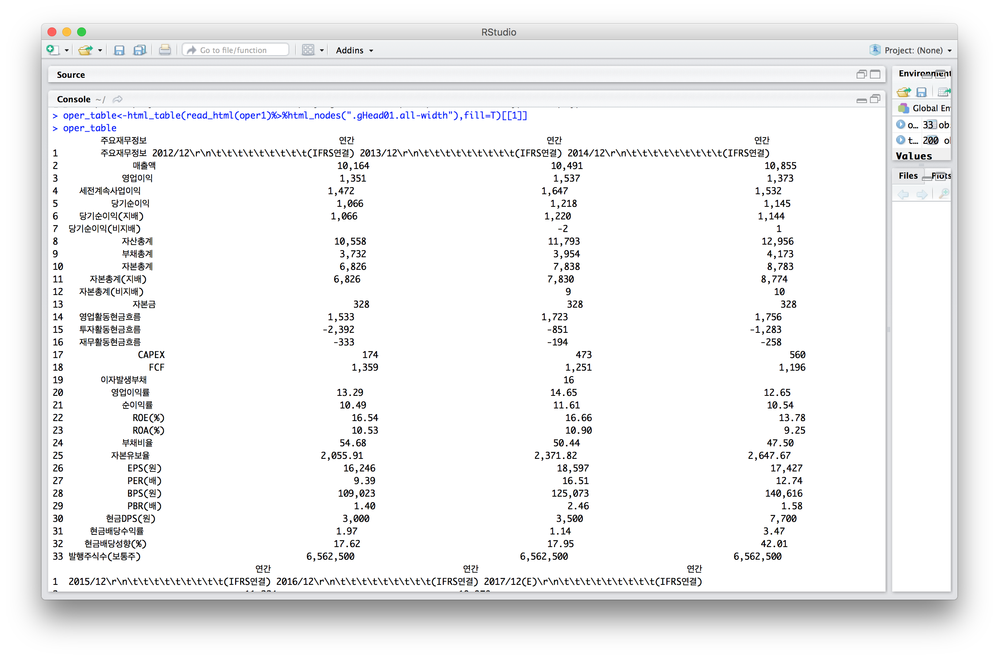 RStudio
Go to file/function
Addins
Project: (None)
Source
Environment
Console ~/
Global En
o... 33 ob
t... 200 ol
Values
Files Plots
> oper_table<-html_table(read_html(oper1)%>%html_nodes(".gHead01.all-width"),fill=T)[[1]]
> oper_table
주요재무정보 연간 연간 연간
1 주요재무정보 2012/12\r\n\t\t\t\t\t\t\t\t\t(IFRS연결) 2013/12\r\n\t\t\t\t\t\t\t\t\t(IFRS연결) 2014/12\r\n\t\t\t\t\t\t\t\t\t(IFRS연결)
2 매출액 10,164 10,491 10,855
3 영업이익 1,351 1,537 1,373
4 세전계속사업이익 1,472 1,647 1,532
5 당기순이익 1,066 1,218 1,145
6 당기순이익(지배) 1,066 1,220 1,144
7 당기순이익(비지배) -2 1
8 자산총계 10,558 11,793 12,956
9 부채총계 3,732 3,954 4,173
10 자본총계 6,826 7,838 8,783
11 자본총계(지배) 6,826 7,830 8,774
12 자본총계(비지배) 9 10
13 자본금 328 328 328
14 영업활동현금흐름 1,533 1,723 1,756
15 투자활동현금흐름 -2,392 -851 -1,283
16 재무활동현금흐름 -333 -194 -258
17 CAPEX 174 473 560
18 FCF 1,359 1,251 1,196
19 이자발생부채 16
20 영업이익률 13.29 14.65 12.65
21 순이익률 10.49 11.61 10.54
22 ROE(%) 16.54 16.66 13.78
23 ROA(%) 10.53 10.90 9.25
24 부채비율 54.68 50.44 47.50
25 자본유보율 2,055.91 2,371.82 2,647.67
26 EPS(원) 16,246 18,597 17,427
27 PER(배) 9.39 16.51 12.74
28 BPS(원) 109,023 125,073 140,616
29 PBR(배) 1.40 2.46 1.58
30 현금DPS(원) 3,000 3,500 7,700
31 현금배당수익률 1.97 1.14 3.47
32 현금배당성향(%) 17.62 17.95 42.01
33 발행주식수(보통주) 6,562,500 6,562,500 6,562,500
연간 연간 연간
1 2015/12\r\n\t\t\t\t\t\t\t\t\t(IFRS연결) 2016/12\r\n\t\t\t\t\t\t\t\t\t(IFRS연결) 2017/12(E)\r\n\t\t\t\t\t\t\t\t\t(IFRS연결)